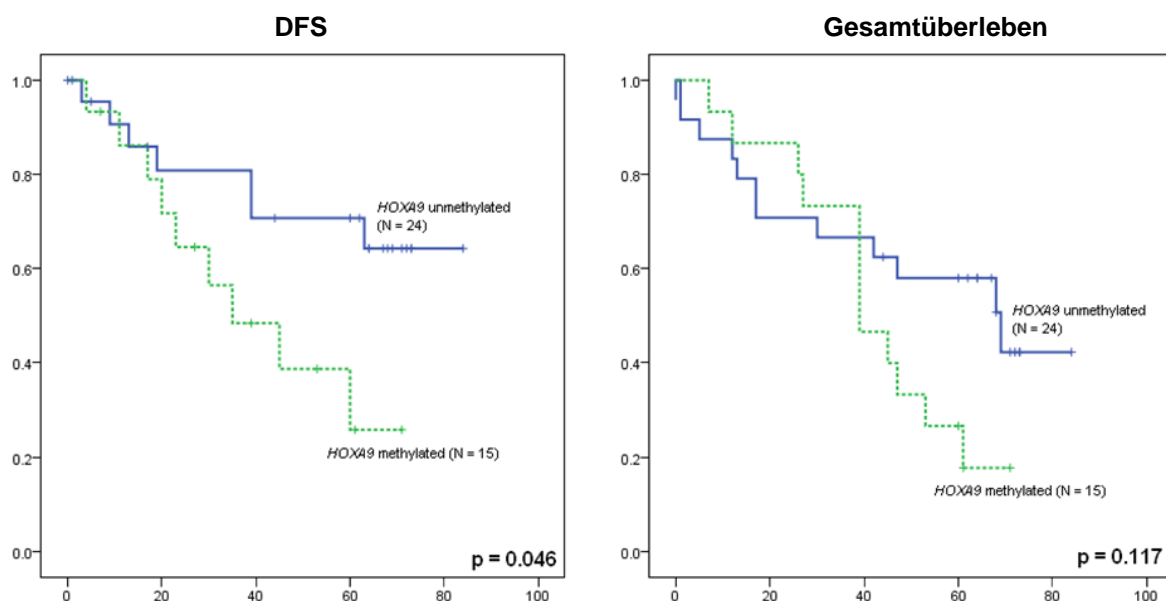 DFS
1.0
0.8
0.6
0.4
0.2
0.0
HOXA9 unmethylated
(N = 24)
HOXA9 methylated (N = 15)
p = 0.046
0 20 40 60 80 100
Gesamtüberleben
1.0
0.8
0.6
0.4
0.2
0.0
HOXA9 unmethylated
(N = 24)
HOXA9 methylated (N = 15)
p = 0.117
0 20 40 60 80 100